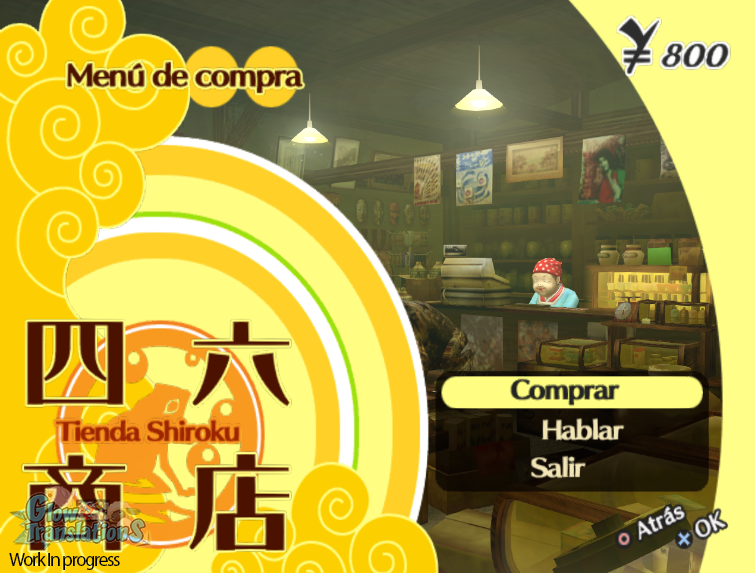 Menú de compra
¥ 800
四六
Tienda Shiroku
商店
Comprar
Hablar
Salir
Atrás
OK
Glow
Translations
Work In progress